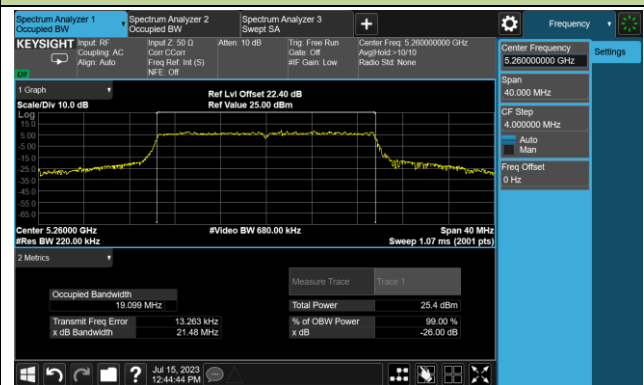 Spectrum Analyzer 1
Occupied BW
Spectrum Analyzer 2
Occupied BW
Spectrum Analyzer 3
Swept SA
+
Frequency
KEYSIGHT
Input: RF
Coupling: AC
Align: Auto
Input Z: 50 Ω
Corr CCorr
Freq Ref: Int (S)
NFE: Off
Atten: 10 dB
Trig: Free Run
Gate: Off
#IF Gain: Low
Center Freq: 5.260000000 GHz
Avg|Hold:>10/10
Radio Std: None
Center Frequency
5.260000000 GHz
Settings
Span
40.000 MHz
CF Step
4.000000 MHz
Auto
Man
Freq Offset
0 Hz
1 Graph
Scale/Div 10.0 dB
Ref Lvl Offset 22.40 dB
Ref Value 25.00 dBm
Log
15.0
5.00
-5.00
-15.0
-25.0
-35.0
-45.0
-55.0
-65.0
Center 5.26000 GHz
#Res BW 220.00 kHz
#Video BW 680.00 kHz
Span 40 MHz
Sweep 1.07 ms (2001 pts)
2 Metrics
Measure Trace
Trace 1
Occupied Bandwidth
19.099 MHz
Total Power
25.4 dBm
Transmit Freq Error
13.263 kHz
% of OBW Power
99.00 %
x dB Bandwidth
21.48 MHz
x dB
-26.00 dB
?
Jul 15, 2023
12:44:44 PM